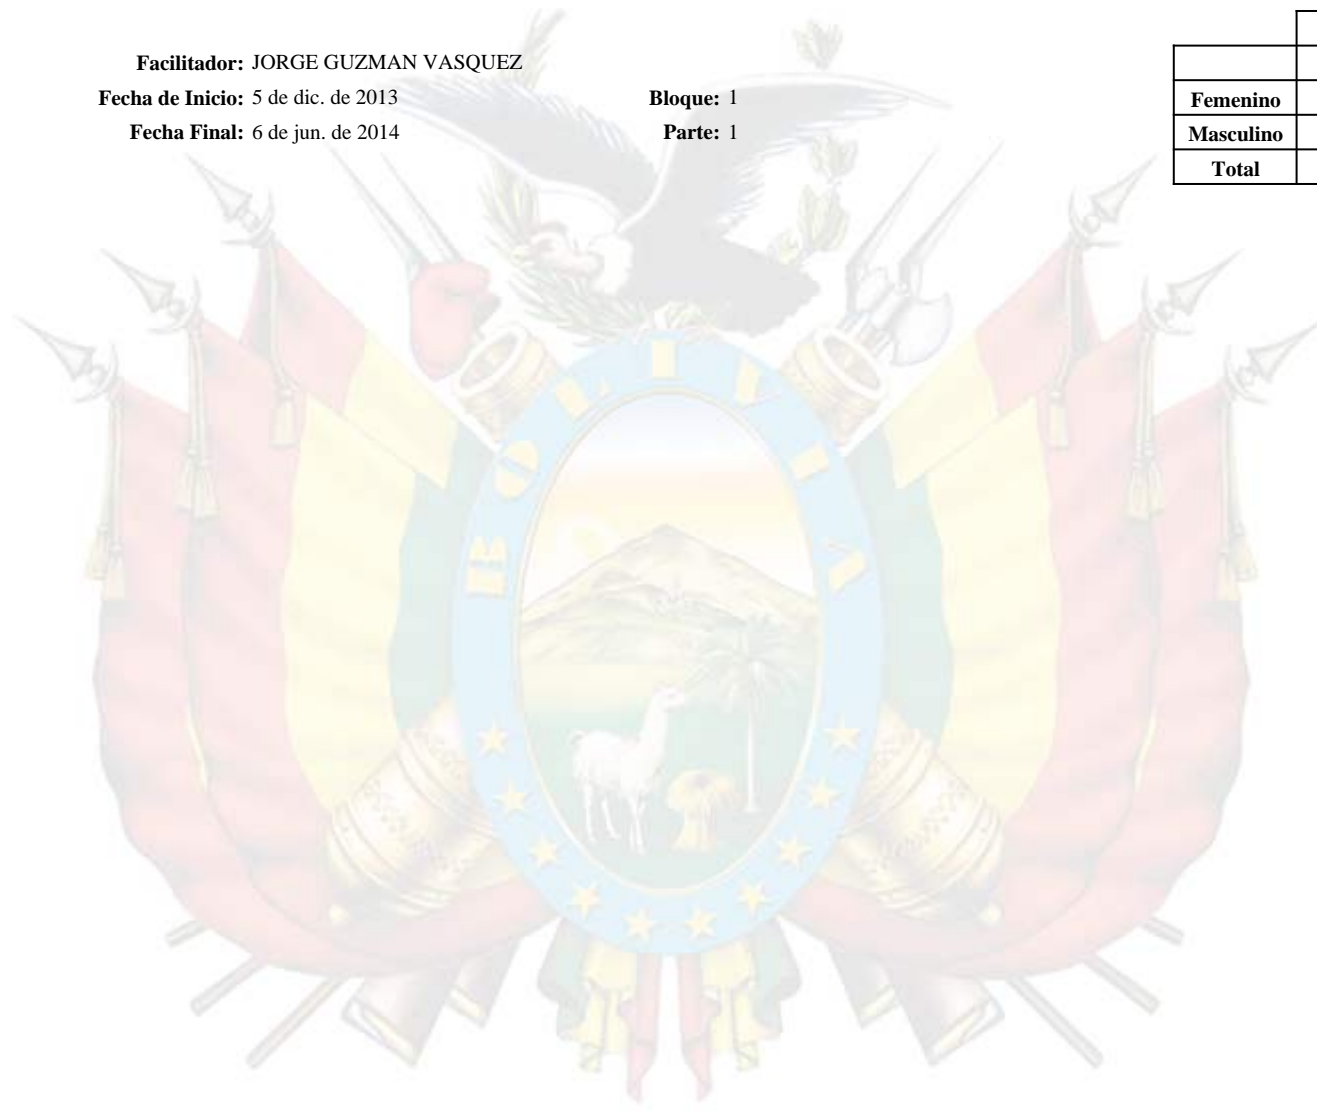 Facilitador: JORGE GUZMAN VASQUEZ
Fecha de Inicio: 5 de dic. de 2013 Bloque: 1
Fecha Final: 6 de jun. de 2014 Parte: 1
Femenino
Masculino
Total
BOLIVIA